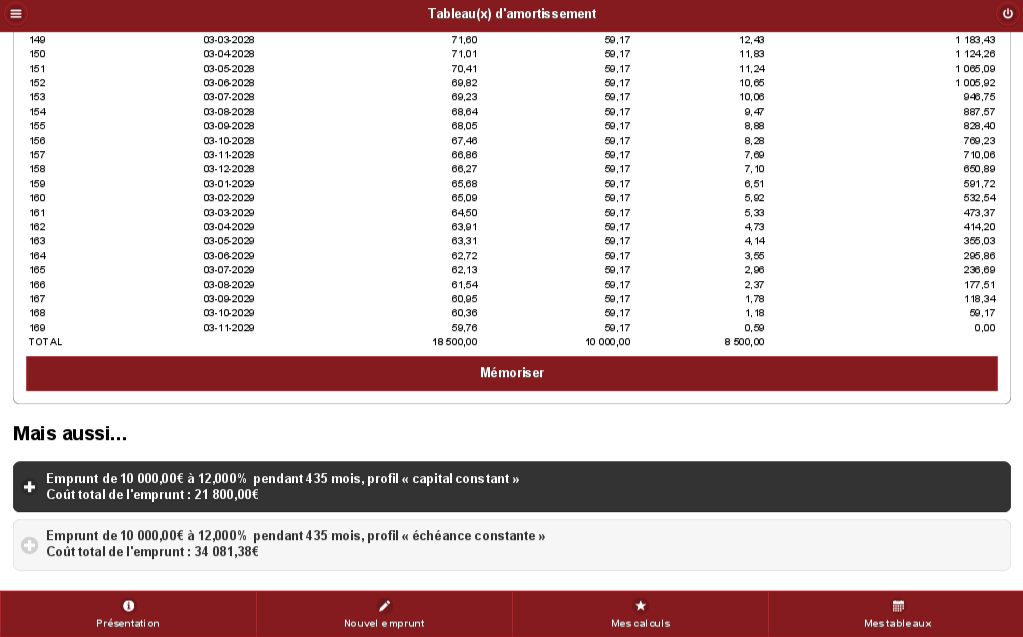 Tableau(x) d'amortissement
149 03-03-2028 71,60 59,17 12,43 1 183,43
150 03-04-2028 71,01 59,17 11,83 1 124,26
151 03-05-2028 70,41 59,17 11,24 1 065,09
152 03-06-2028 69,82 59,17 10,65 1 005,92
153 03-07-2028 69,23 59,17 10,06 946,75
154 03-08-2028 68,64 59,17 9,47 887,57
155 03-09-2028 68,05 59,17 8,88 828,40
156 03-10-2028 67,46 59,17 8,28 769,23
157 03-11-2028 66,86 59,17 7,69 710,06
158 03-12-2028 66,27 59,17 7,10 650,89
159 03-01-2029 65,68 59,17 6,51 591,72
160 03-02-2029 65,09 59,17 5,92 532,54
161 03-03-2029 64,50 59,17 5,33 473,37
162 03-04-2029 63,91 59,17 4,73 414,20
163 03-05-2029 63,31 59,17 4,14 355,03
164 03-06-2029 62,72 59,17 3,55 295,86
165 03-07-2029 62,13 59,17 2,96 236,69
166 03-08-2029 61,54 59,17 2,37 177,51
167 03-09-2029 60,95 59,17 1,78 118,34
168 03-10-2029 60,36 59,17 1,18 59,17
169 03-11-2029 59,76 59,17 0,59 0,00
TOTAL 18 500,00 10 000,00 8 500,00
Mémoriser
Mais aussi...
Emprunt de 10 000,00€ à 12,000% pendant 435 mois, profil « capital constant »
Coût total de l'emprunt : 21 800,00€
Emprunt de 10 000,00€ à 12,000% pendant 435 mois, profil « échéance constante »
Coût total de l'emprunt : 34 081,38€
Présentation Nouvel emprunt Mes calculs Mes tableaux